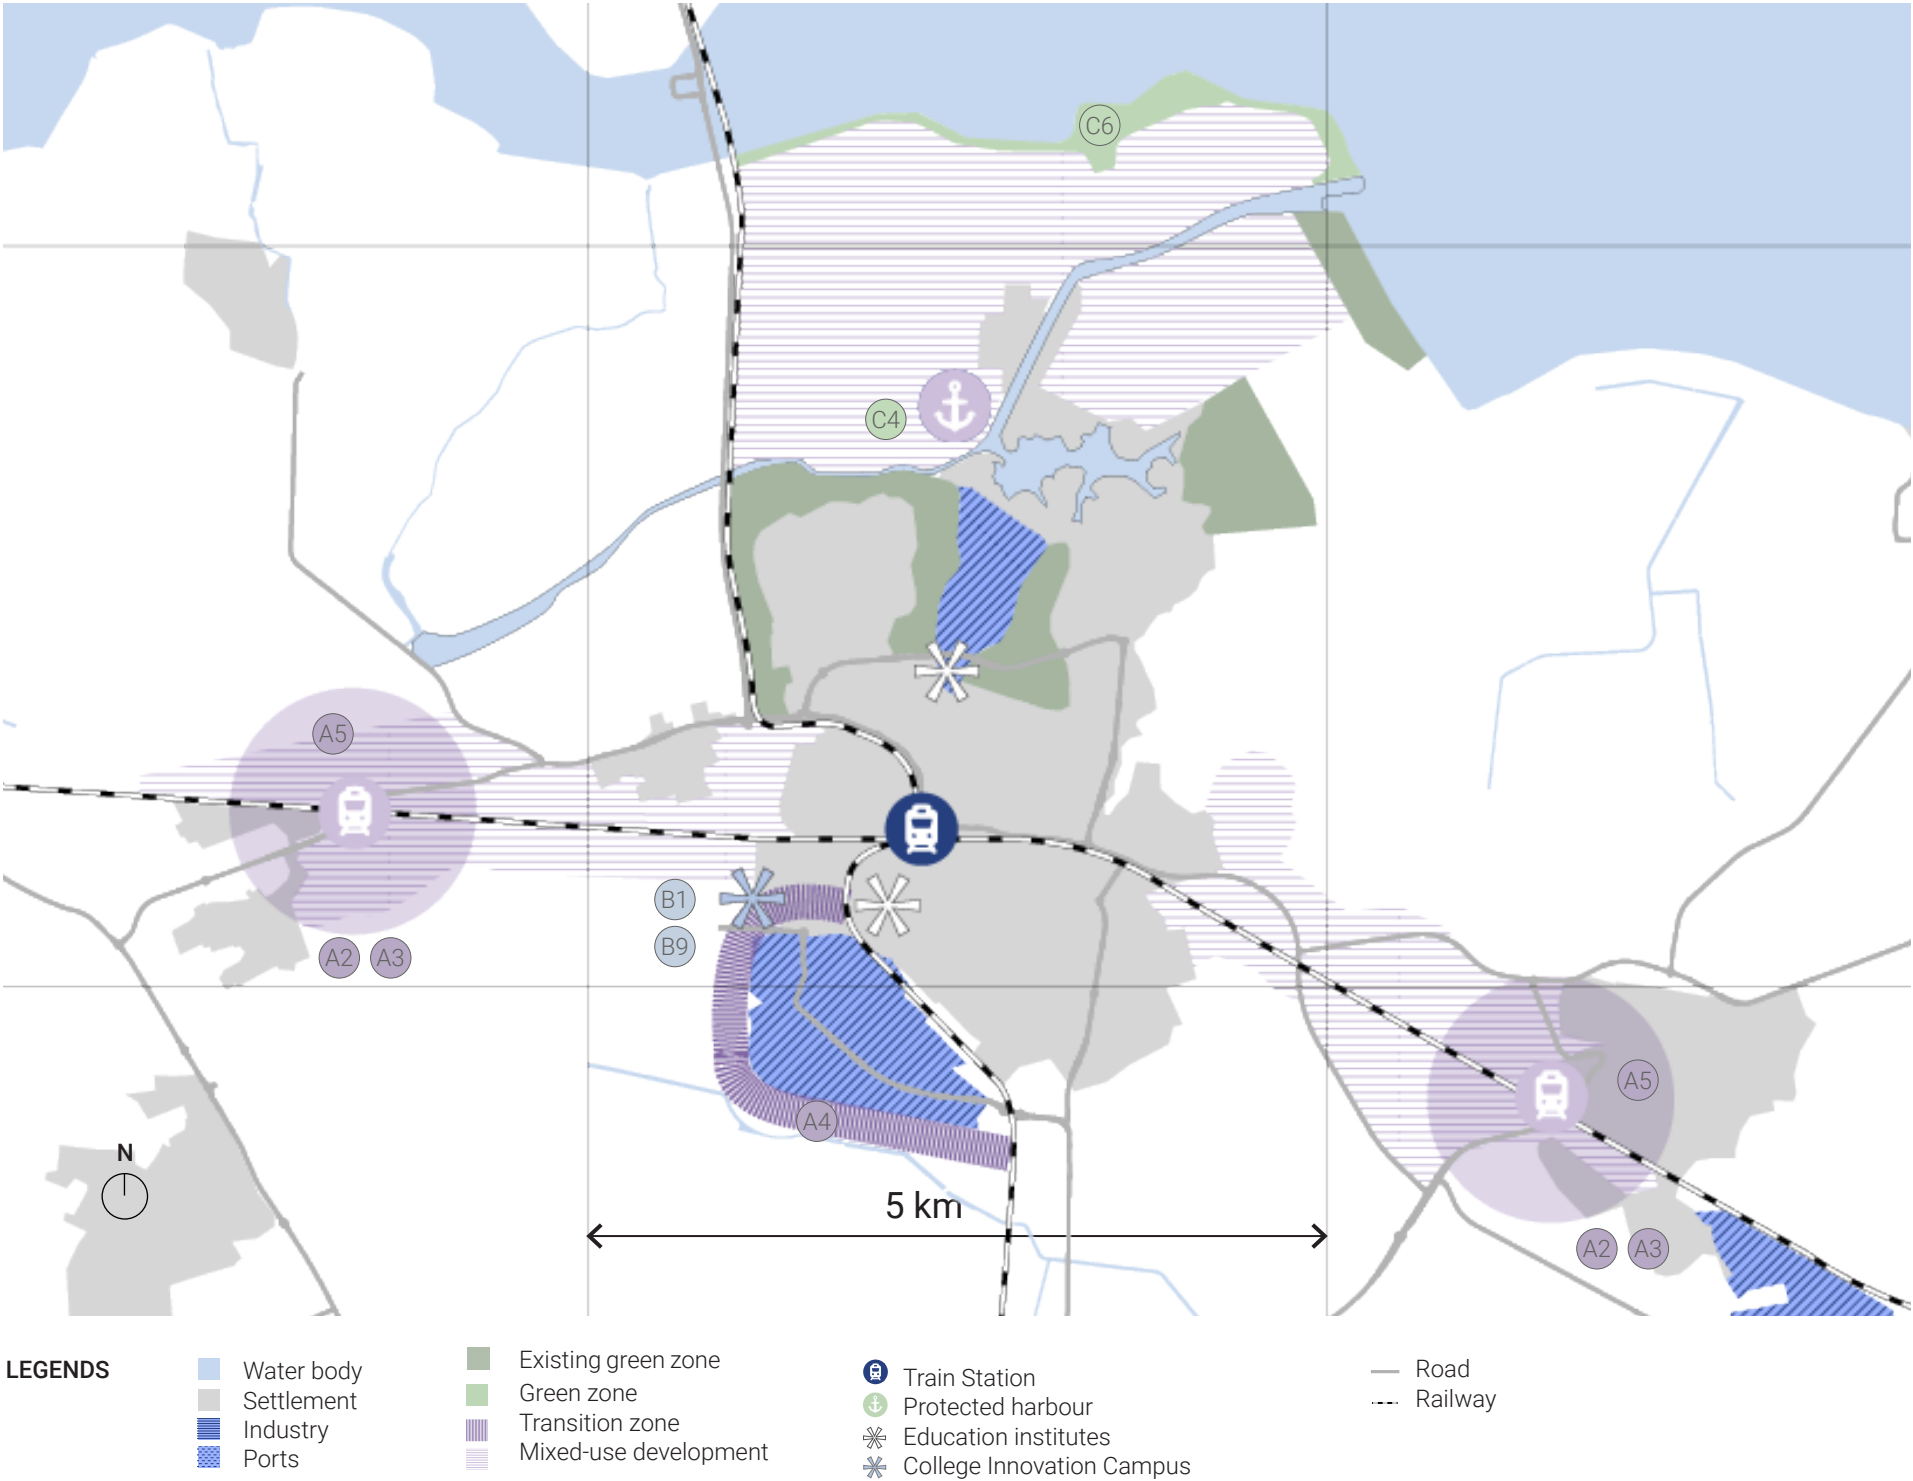 C6
C4
A5
B1
B9
A2 A3
A4
A5
N
5 km
A2 A3
LEGENDS
Water body
Settlement
Industry
Ports
Existing green zone
Green zone
Transition zone
Mixed-use development
Train Station
Protected harbour
Education institutes
College Innovation Campus
Road
Railway